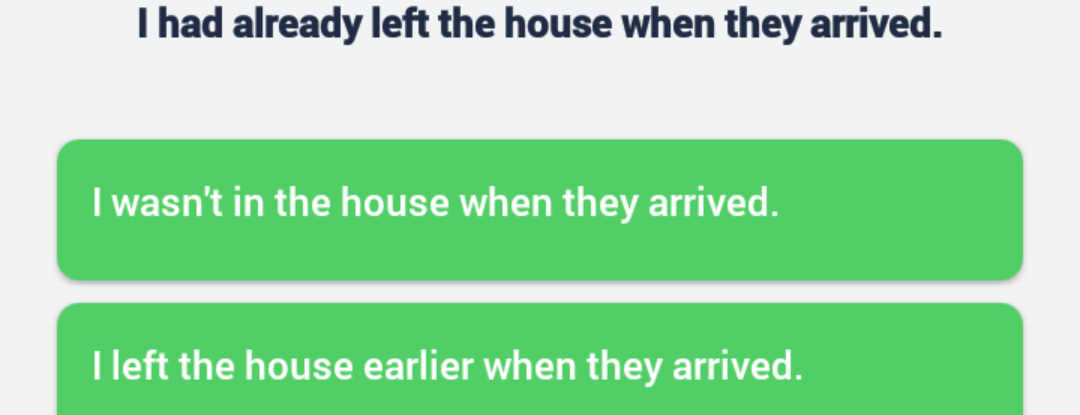 I had already left the house when they arrived.
I wasn't in the house when they arrived.
I left the house earlier when they arrived.